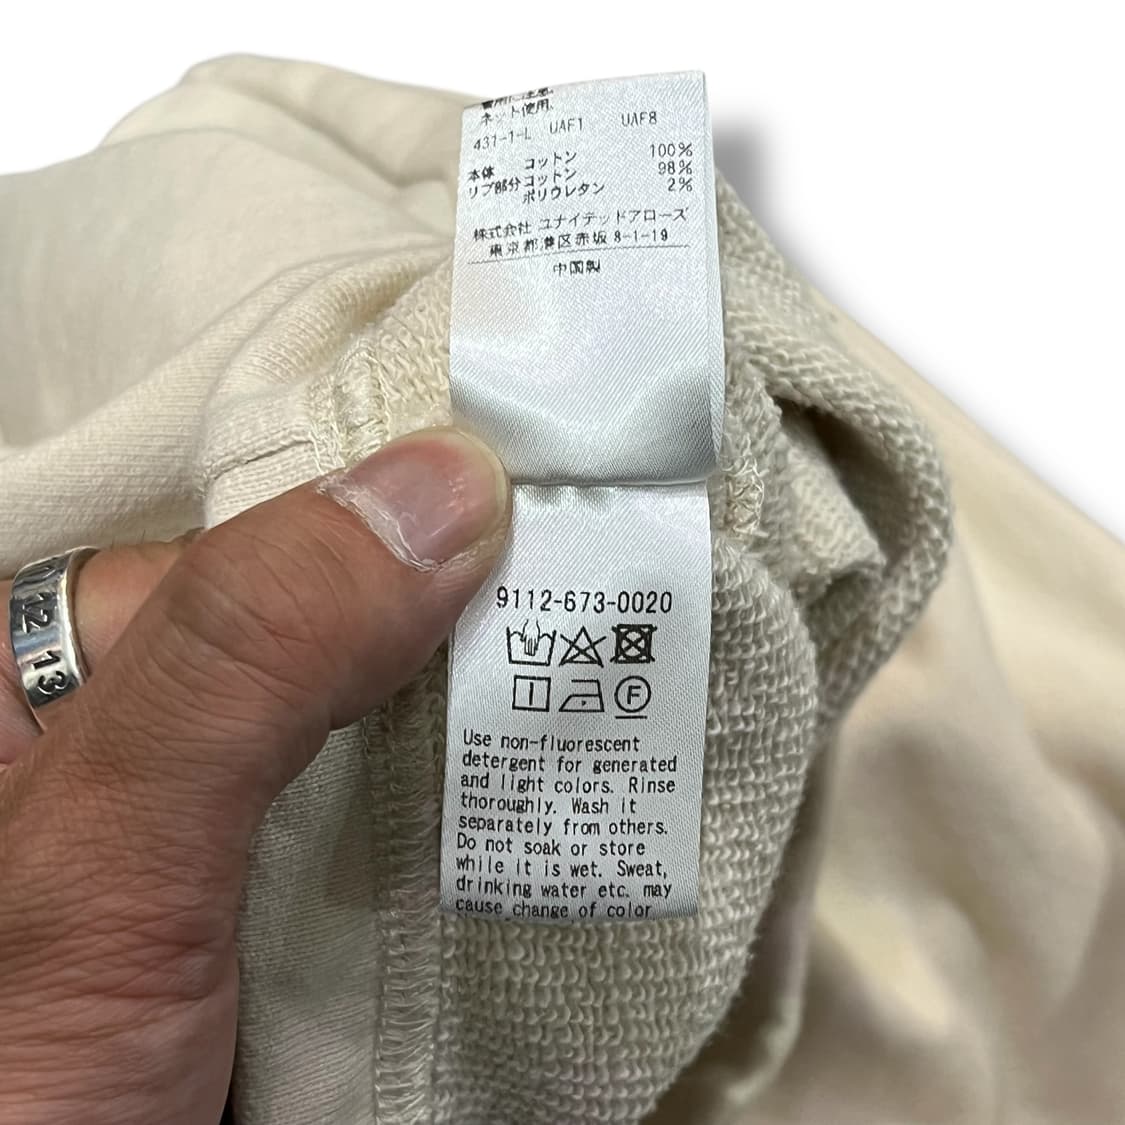 ネット使用
431-1-L UAF1 UAF8
本体 コットン 100%
リブ部分 コットン 98%
ポリウレタン 2%
株式会社 ユナイテッドアローズ
東京都港区赤坂 8-1-19
中国製
9112-673-0020
F
Use non-fluorescent
detergent for generated
and light colors. Rinse
thoroughly. Wash it
separately from others.
Do not soak or store
while it is wet. Sweat,
drinking water etc. may
cause change of color
12 13